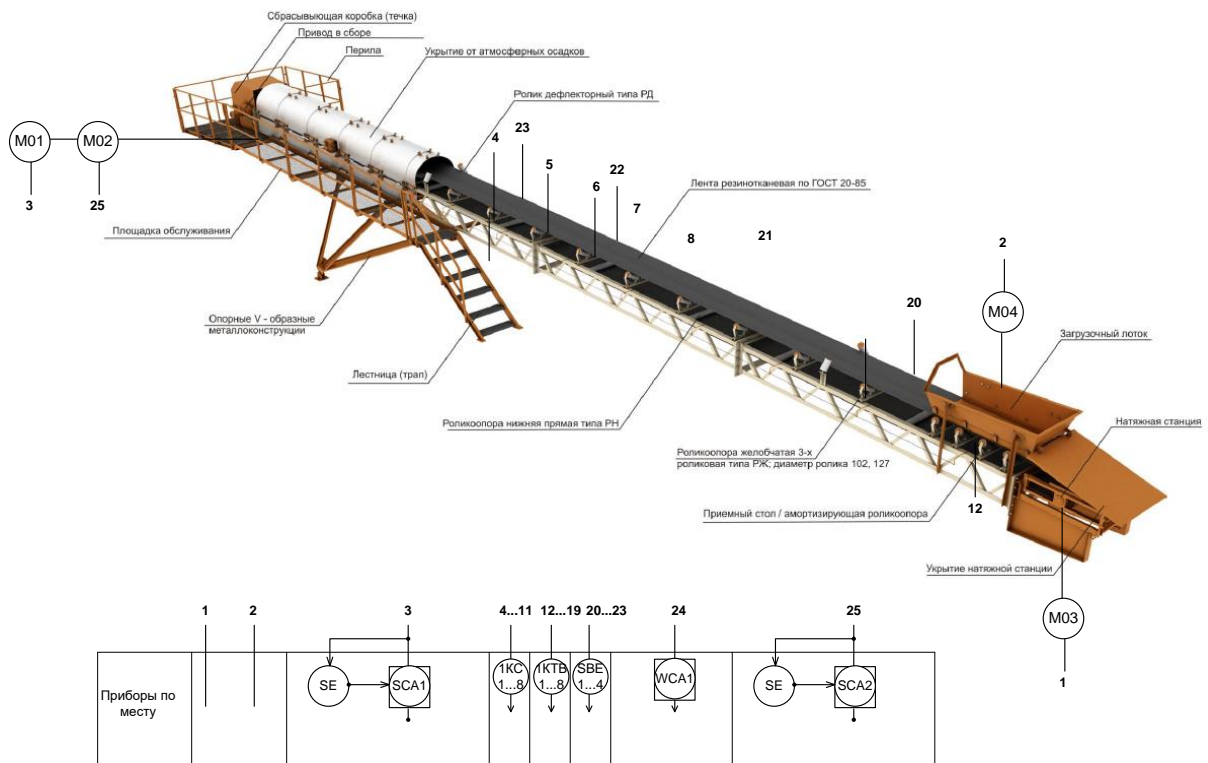 Сбрасывающая коробка (течка)
Привод в сборе
Перила
Укрытие от атмосферных осадков
Ролик дефлекторный типа РД
4
23
5
6
22
7
8
21
Лента резинотканевая по ГОСТ 20-85
M01
M02
3
25
Площадка обслуживания
2
M04
20
Загрузочный лоток
Опорные V - образные
металлоконструкции
Лестница (трап)
Роликоопора нижняя прямая типа РН
Натяжная станция
Роликоопора желобчатая 3-х
роликовая типа РЖ; диаметр ролика 102, 127
Приемный стол / амортизирующая роликоопора
12
Укрытие натяжной станции
M03
1
1
2
3
4...11
12...19
20...23
24
25
Приборы по
месту
SE
SCA1
1КС
1...8
1КТВ
1...8
SBE
1...4
WCA1
SE
SCA2